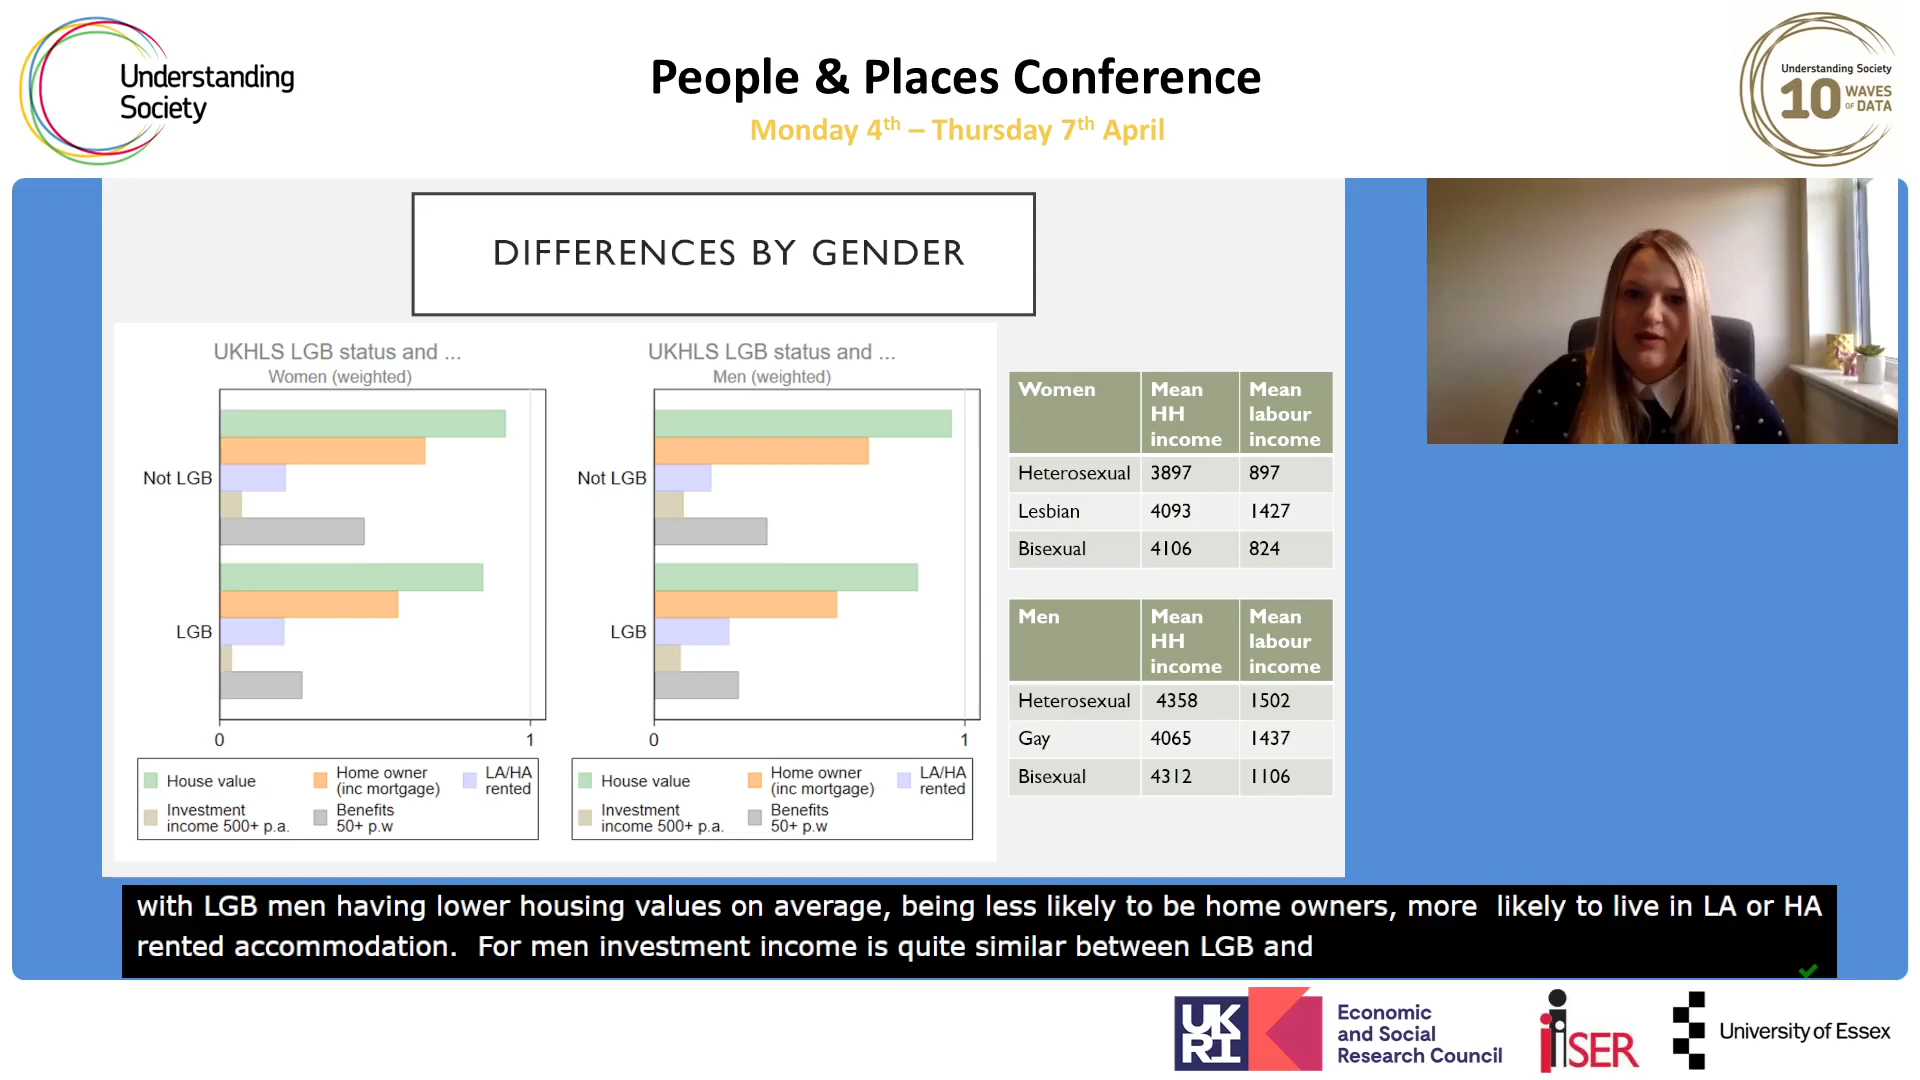 Understanding
Society
People & Places Conference
Monday 4th – Thursday 7th April
Understanding Society
10 WAVES
OF DATA
DIFFERENCES BY GENDER
UKHLS LGB status and ...
Women (weighted)
Not LGB
LGB
0 1
House value
Home owner
(inc mortgage)
LA/HA
rented
Investment
income 500+ p.a.
Benefits
50+ p.w
UKHLS LGB status and ...
Men (weighted)
Not LGB
LGB
0 1
House value
Home owner
(inc mortgage)
LA/HA
rented
Investment
income 500+ p.a.
Benefits
50+ p.w
Women Mean HH income Mean labour income
Heterosexual 3897 897
Lesbian 4093 1427
Bisexual 4106 824
Men Mean HH income Mean labour income
Heterosexual 4358 1502
Gay 4065 1437
Bisexual 4312 1106
with LGB men having lower housing values on average, being less likely to be home owners, more likely to live in LA or HA
rented accommodation. For men investment income is quite similar between LGB and
UK
RI
Economic
and Social
Research Council
iSER
University of Essex